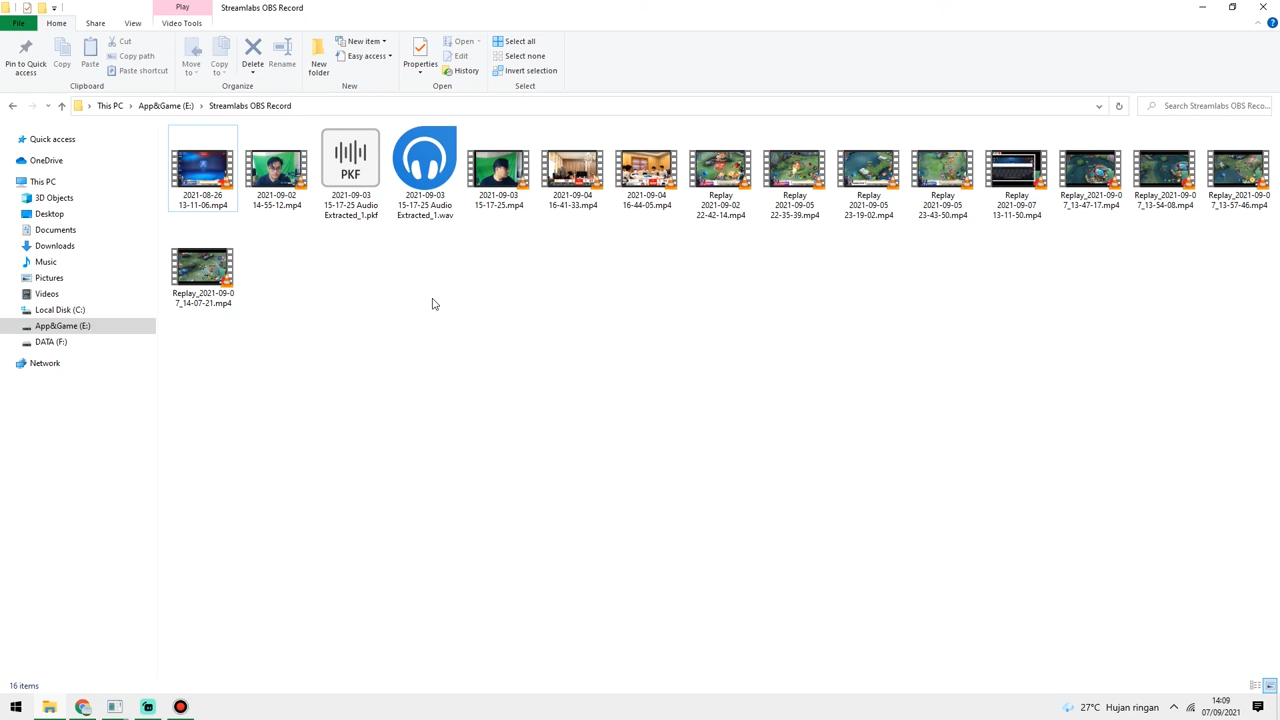 Play
Streamlabs OBS Record
File
Home
Share
View
Video Tools
Pin to Quick access
Copy
Paste
Cut
Copy path
Paste shortcut
Clipboard
Move to
Copy to
Delete
Rename
Organize
New folder
New item
Easy access
New
Properties
Open
Edit
History
Open
Select all
Select none
Invert selection
Select
This PC
App&Game (E:)
Streamlabs OBS Record
Search Streamlabs OBS Reco...
Quick access
OneDrive
This PC
3D Objects
Desktop
Documents
Downloads
Music
Pictures
Videos
Local Disk (C:)
App&Game (E:)
DATA (F:)
Network
2021-08-26
13-11-06.mp4
2021-09-02
14-55-12.mp4
PKF
2021-09-03
15-17-25 Audio
Extracted_1.pkf
2021-09-03
15-17-25 Audio
Extracted_1.wav
2021-09-03
15-17-25.mp4
2021-09-04
16-41-33.mp4
2021-09-04
16-44-05.mp4
Replay
2021-09-02
22-42-14.mp4
Replay
2021-09-05
22-35-39.mp4
Replay
2021-09-05
23-19-02.mp4
Replay
2021-09-05
23-43-50.mp4
Replay
2021-09-07
13-11-50.mp4
Replay_2021-09-0
7_13-47-17.mp4
Replay_2021-09-0
7_13-54-08.mp4
Replay_2021-09-0
7_13-57-46.mp4
Replay_2021-09-0
7_14-07-21.mp4
16 items
27°C Hujan ringan
14:09
07/09/2021